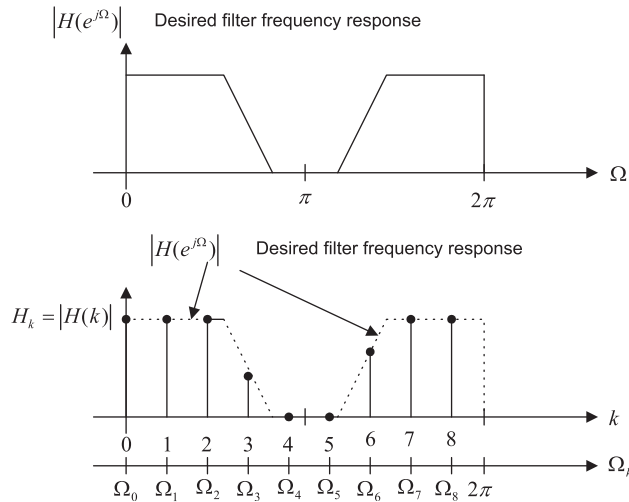 |H(e^{jΩ})| Desired filter frequency response
0 π 2π Ω
|H(e^{jΩ})| Desired filter frequency response
H_k = |H(k)|
k
0 1 2 3 4 5 6 7 8
Ω_0 Ω_1 Ω_2 Ω_3 Ω_4 Ω_5 Ω_6 Ω_7 Ω_8 2π